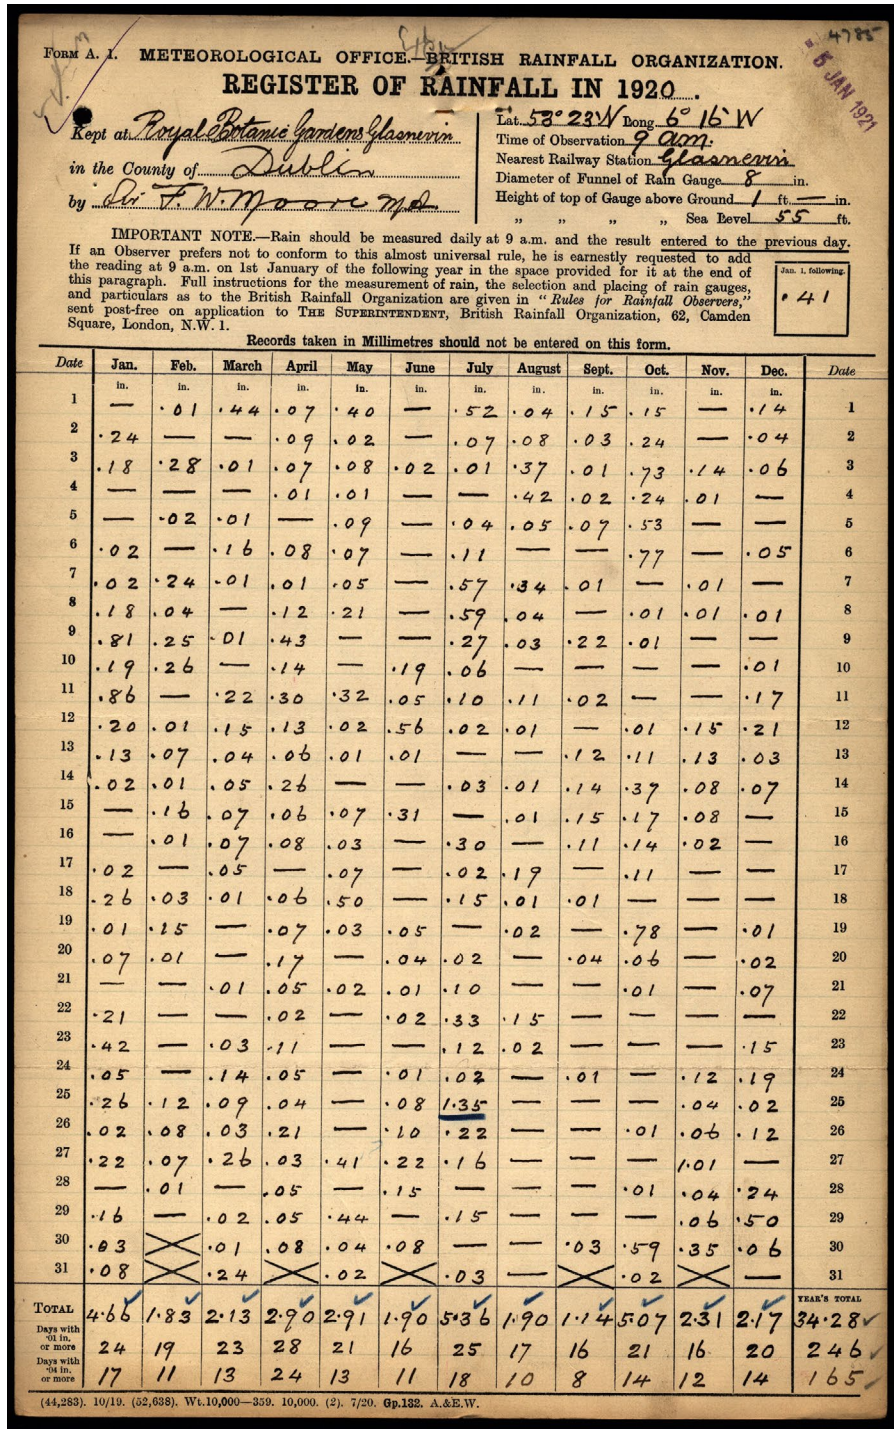 4785
FORM A. 1. METEOROLOGICAL OFFICE.—BRITISH RAINFALL ORGANIZATION.
REGISTER OF RAINFALL IN 1920.
5 JAN 1921
Kept at Royal Botanic Gardens Glasnevin
in the County of Dublin
by Sir F. W. Moore
Lat. 53° 23' N Long. 6° 16 W
Time of Observation 9 a.m.
Nearest Railway Station Glasnevin
Diameter of Funnel of Rain Gauge 8 in.
Height of top of Gauge above Ground 1 ft. — in.
„ „ „ „ Sea Level 55 ft.
IMPORTANT NOTE.—Rain should be measured daily at 9 a.m. and the result entered to the previous day.
If an Observer prefers not to conform to this almost universal rule, he is earnestly requested to add
the reading at 9 a.m. on 1st January of the following year in the space provided for it at the end of
this paragraph. Full instructions for the measurement of rain, the selection and placing of rain gauges,
and particulars as to the British Rainfall Organization are given in "Rules for Rainfall Observers,"
sent post-free on application to THE SUPERINTENDENT, British Rainfall Organization, 62, Camden
Square, London, N.W. 1.
Jan. 1, following.
.41
Records taken in Millimetres should not be entered on this form.
Date Jan. Feb. March April May June July August Sept. Oct. Nov. Dec. Date
in. in. in. in. in. in. in. in. in. in. in. in.
1 — .01 .44 .07 .40 — .52 .04 .15 .15 — .14 1
2 .24 — — .09 .02 — .07 .08 .03 .24 — .04 2
3 .18 .28 .01 .07 .08 .02 .01 .37 .01 .73 .14 .06 3
4 — — — .01 .01 — — .42 .02 .24 .01 — 4
5 — .02 .01 — .09 — .04 .05 .07 .53 — — 5
6 .02 — .16 .08 .07 — .11 — — .77 — .05 6
7 .02 .24 .01 .01 .05 — .57 .34 .01 — .01 — 7
8 .18 .04 — .12 .21 — .59 .04 — .01 .01 .01 8
9 .81 .25 .01 .43 — — .27 .03 .22 .01 — — 9
10 .19 .26 — .14 — .19 .06 — — — — .01 10
11 .86 — .22 .30 .32 .05 .10 .11 .02 — — .17 11
12 .20 .01 .15 .13 .02 .56 .02 .01 — .01 .15 .21 12
13 .13 .07 .04 .06 .01 .01 — — .12 .11 .13 .03 13
14 .02 .01 .05 .26 — — .03 .01 .14 .37 .08 .07 14
15 — .16 .07 .06 .07 .31 — .01 .15 .17 .08 — 15
16 — .01 .07 .08 .03 — .30 — .11 .14 .02 — 16
17 .02 — .05 — .07 — .02 .19 — .11 — — 17
18 .26 .03 .01 .06 .50 — .15 .01 .01 — — — 18
19 .01 .15 — .07 .03 .05 — .02 — .78 — .01 19
20 .07 .01 — .17 — .04 .02 — .04 .06 — .02 20
21 — — .01 .05 .02 .01 .10 — — .01 — .07 21
22 .21 — — .02 — .02 .33 .15 — — — — 22
23 .42 — .03 .11 — — .12 .02 — — — .15 23
24 .05 — .14 .05 — .01 .02 — .01 — .12 .19 24
25 .26 .12 .09 .04 — .08 1.35 — — — .04 .02 25
26 .02 .08 .03 .21 — .10 .22 — — .01 .06 .12 26
27 .22 .07 .26 .03 .41 .22 .16 — — — 1.01 — 27
28 — .01 — .05 — .15 — — — .01 .04 .24 28
29 .16 — .02 .05 .44 — .15 — — — .06 .50 29
30 .03 .01 .08 .04 .08 — — .03 .59 .35 .06 30
31 .08 .24 .02 .03 — .02 — 31
YEAR'S TOTAL
TOTAL 4.66 1.83 2.13 2.90 2.91 1.90 5.36 1.90 1.14 5.07 2.31 2.17 34.28
Days with .01 in. or more 24 19 23 28 21 16 25 17 16 21 16 20 246
Days with .04 in. or more 17 11 13 24 13 11 18 10 8 14 12 14 165
(44,283). 10/19. (52,638). Wt.10,000—359. 10,000. (2). 7/20. Gp.132. A.&E.W.